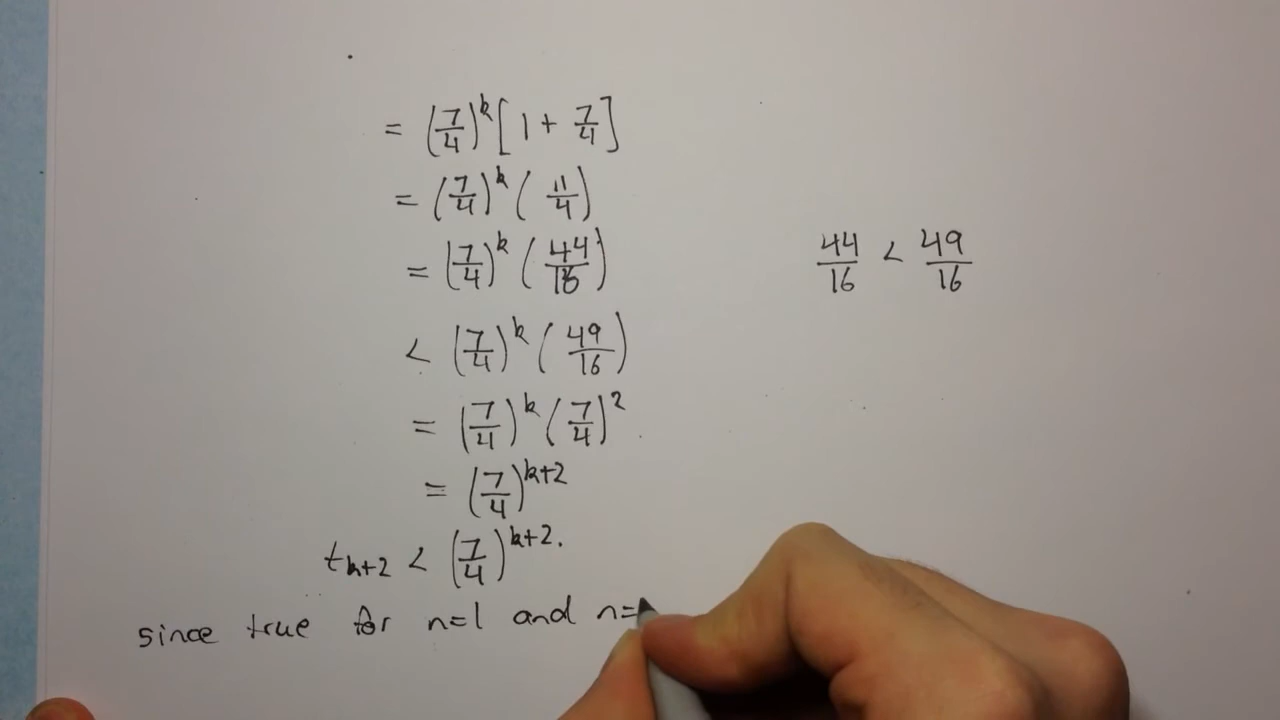 = (7/4)^k [1 + 7/4]
= (7/4)^k (11/4)
= (7/4)^k (44/16)
44/16 < 49/16
< (7/4)^k (49/16)
= (7/4)^k (7/4)^2
= (7/4)^k+2
t_k+2 < (7/4)^k+2.
since true for n=1 and n=